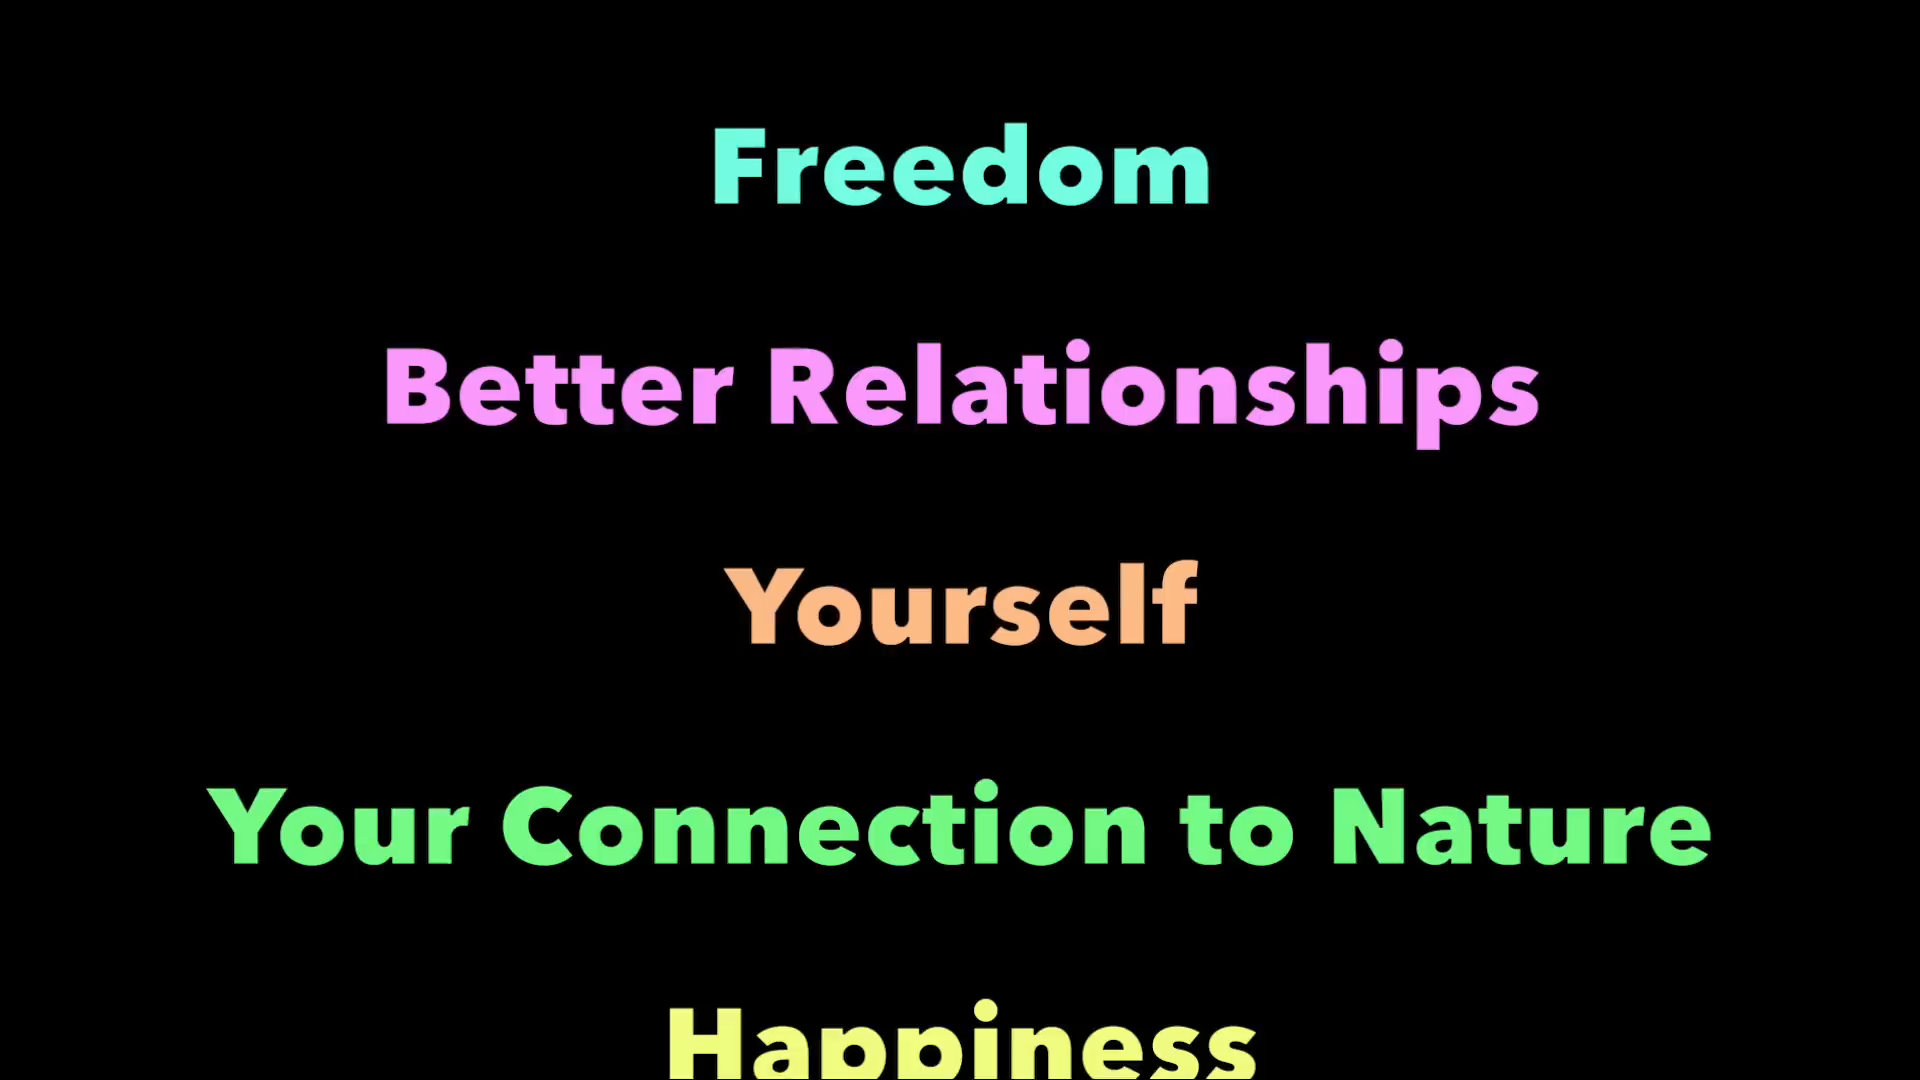 Freedom
Better Relationships
Yourself
Your Connection to Nature
Happiness